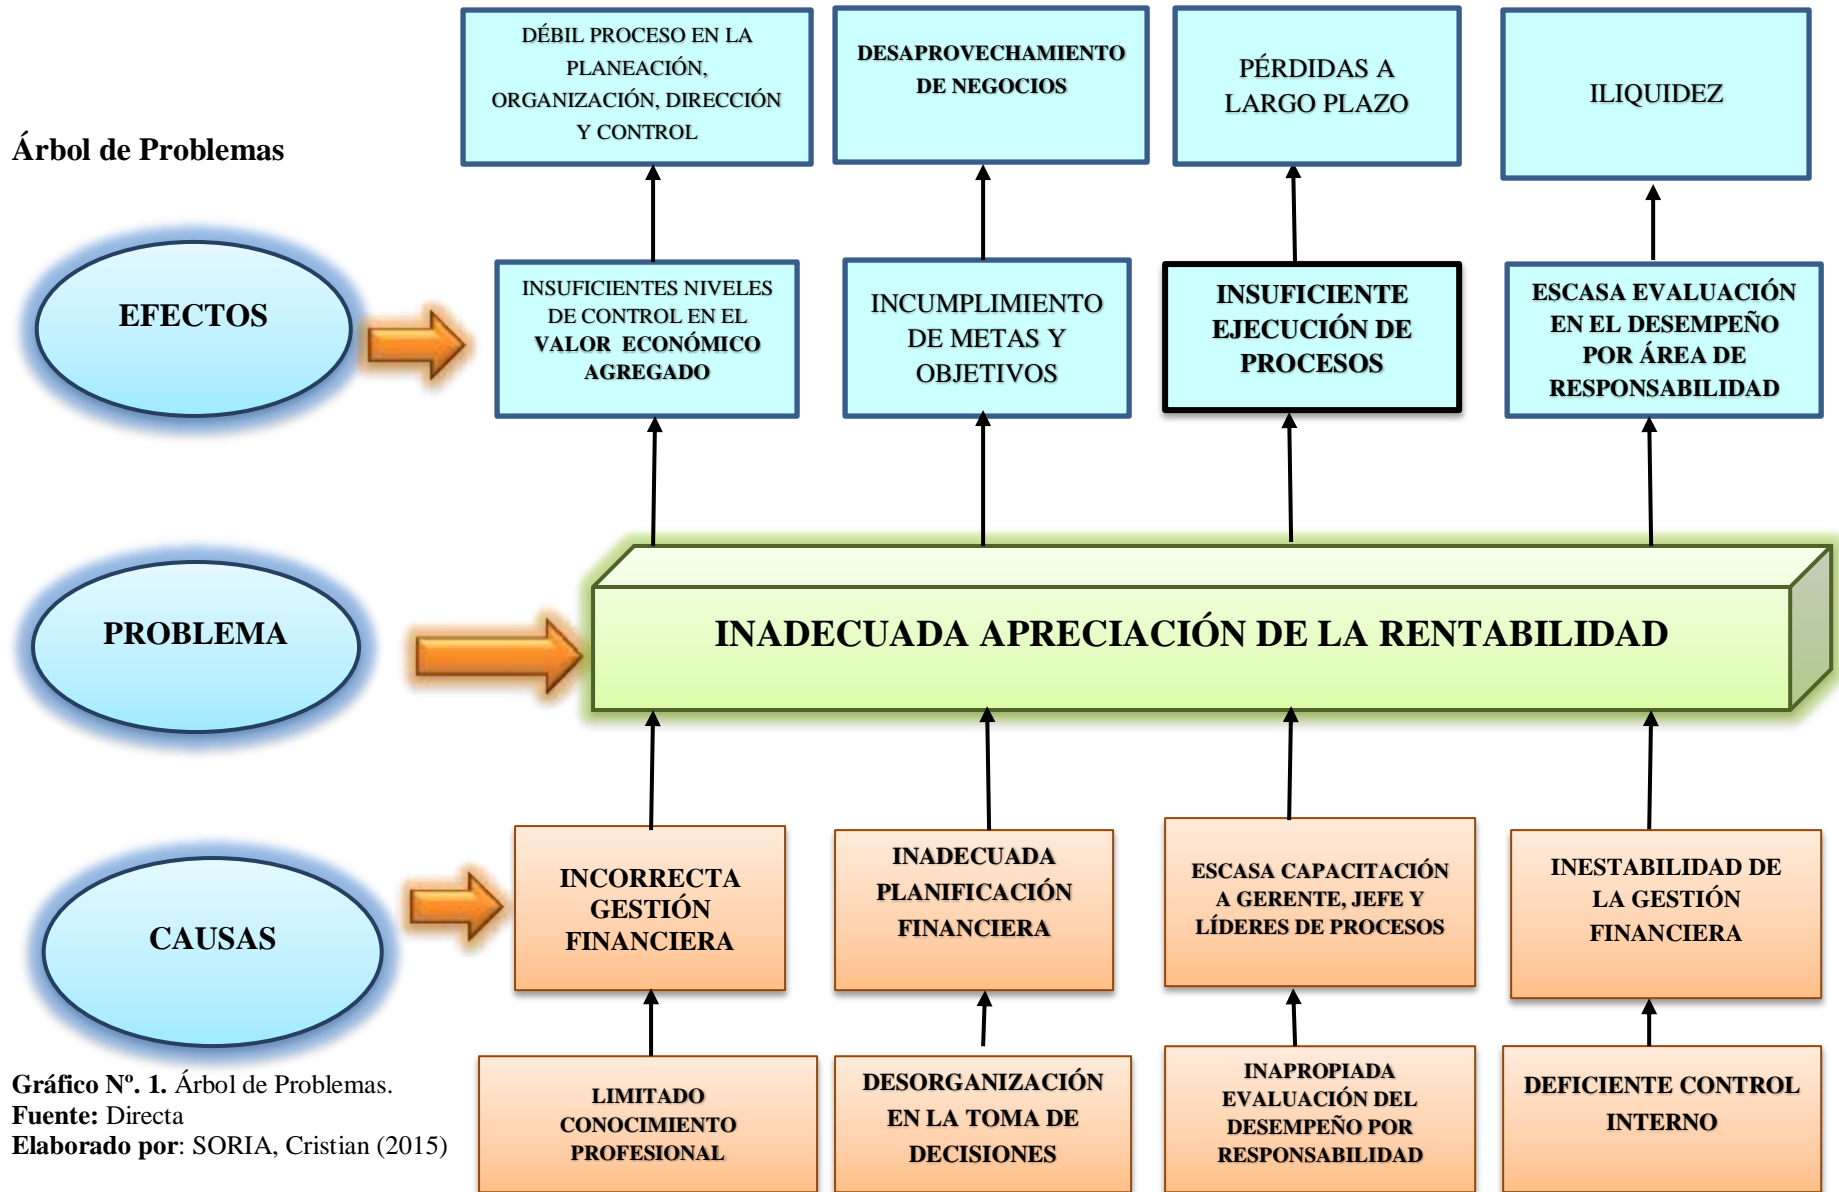 DÉBIL PROCESO EN LA
PLANEACIÓN,
ORGANIZACIÓN, DIRECCIÓN
Y CONTROL
DESAPROVECHAMIENTO
DE NEGOCIOS
PÉRDIDAS A
LARGO PLAZO
ILIQUIDEZ
Árbol de Problemas
EFECTOS
INSUFICIENTES NIVELES
DE CONTROL EN EL
VALOR ECONÓMICO
AGREGADO
INCUMPLIMIENTO
DE METAS Y
OBJETIVOS
INSUFICIENTE
EJECUCIÓN DE
PROCESOS
ESCASA EVALUACIÓN
EN EL DESEMPEÑO
POR ÁREA DE
RESPONSABILIDAD
PROBLEMA
INADECUADA APRECIACIÓN DE LA RENTABILIDAD
CAUSAS
INCORRECTA
GESTIÓN
FINANCIERA
INADECUADA
PLANIFICACIÓN
FINANCIERA
ESCASA CAPACITACIÓN
A GERENTE, JEFE Y
LÍDERES DE PROCESOS
INESTABILIDAD DE
LA GESTIÓN
FINANCIERA
LIMITADO
CONOCIMIENTO
PROFESIONAL
DESORGANIZACIÓN
EN LA TOMA DE
DECISIONES
INAPROPIADA
EVALUACIÓN DEL
DESEMPEÑO POR
RESPONSABILIDAD
DEFICIENTE CONTROL
INTERNO
Gráfico Nº. 1. Árbol de Problemas.
Fuente: Directa
Elaborado por: SORIA, Cristian (2015)